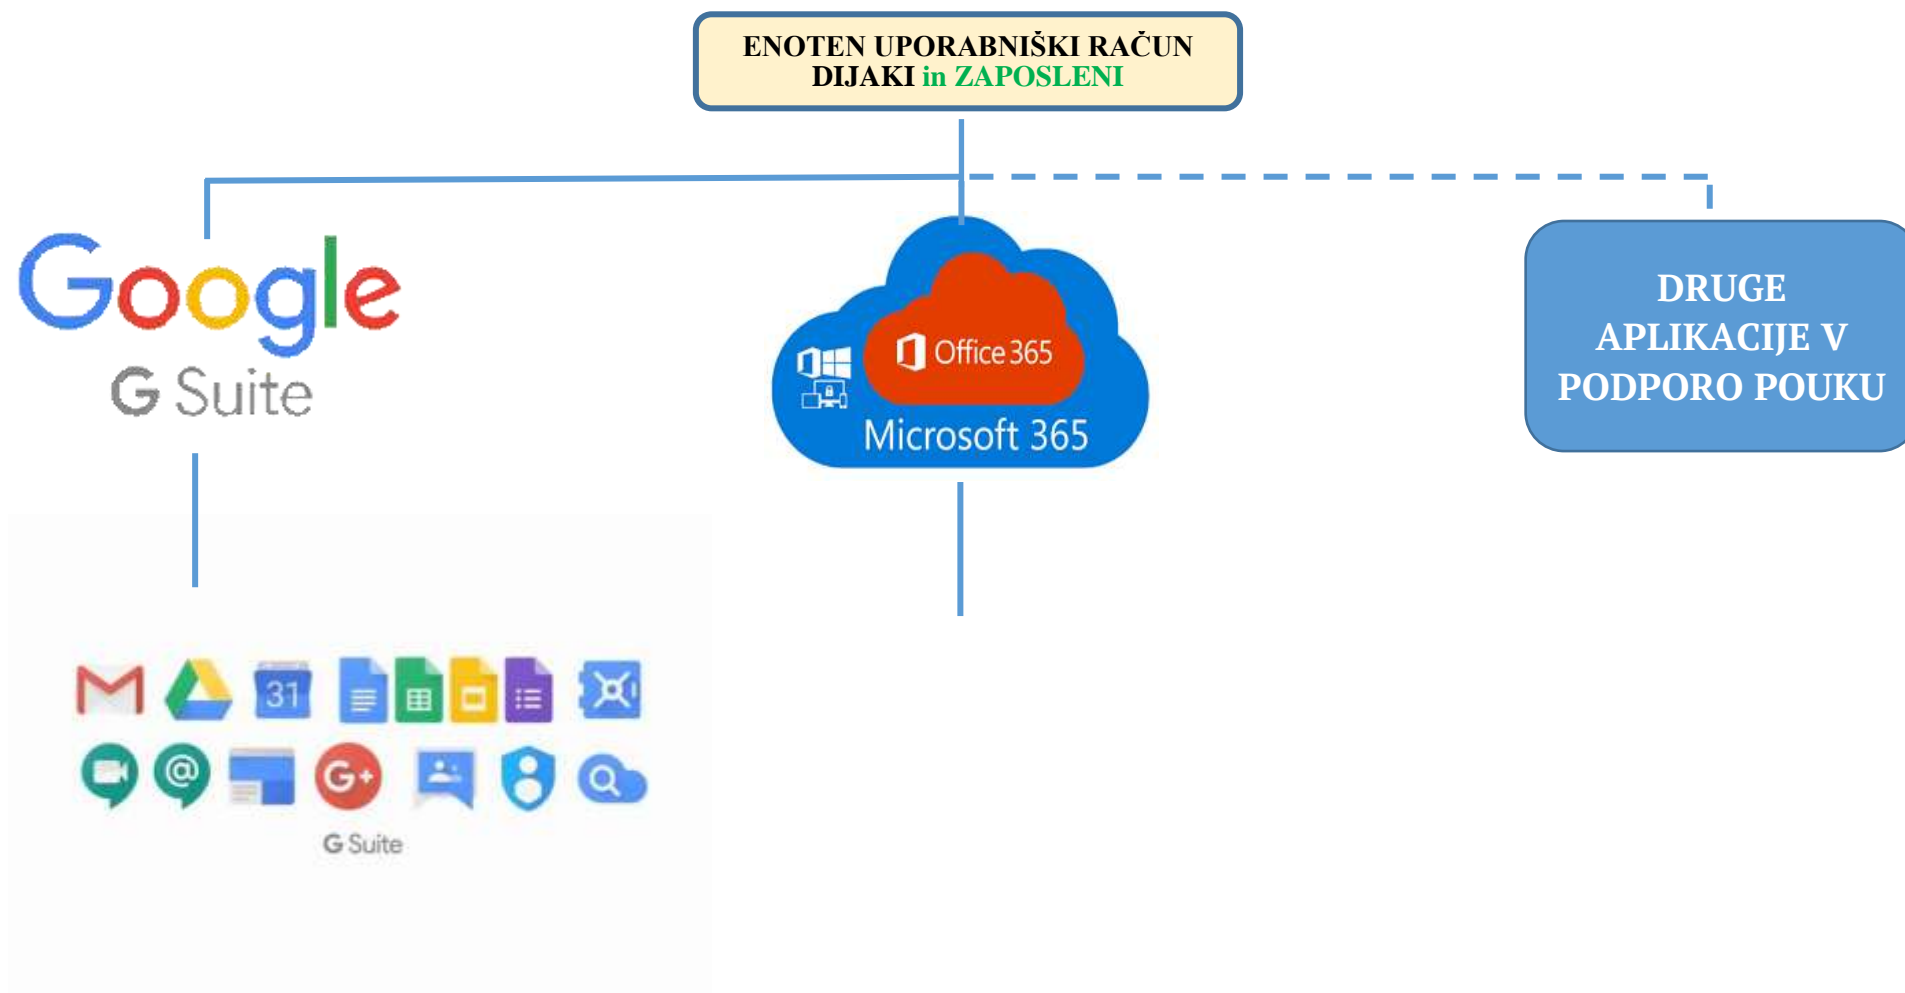 ENOTEN UPORABNIŠKI RAČUN
DIJAKI in ZAPOSLENI
Google
G Suite
Office 365
Microsoft 365
DRUGE
APLIKACIJE V
PODPORO POUKU
31
@
G+
G Suite